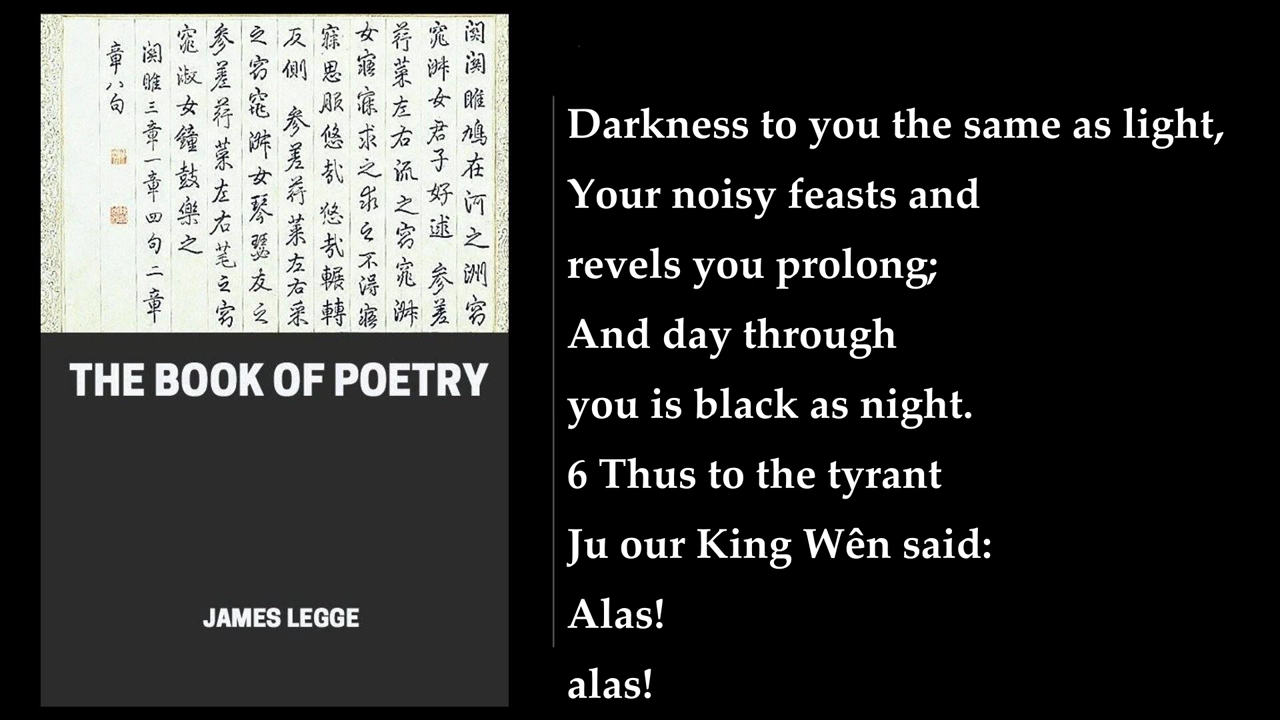 關關雎鳩在河之洲窈
窕淑女君子好逑 參差
荇菜左右流之窈窕淑
女寤寐求之求之不得寤
寐思服悠哉悠哉輾轉
反側 參差荇菜左右采
之窈窕淑女琴瑟友之
參差荇菜左右芼之窈
窕淑女鐘鼓樂之
關雎三章一章四句二章
章八句
THE BOOK OF POETRY
JAMES LEGGE
Darkness to you the same as light,
Your noisy feasts and
revels you prolong;
And day through
you is black as night.
6 Thus to the tyrant
Ju our King Wên said:
Alas!
alas!